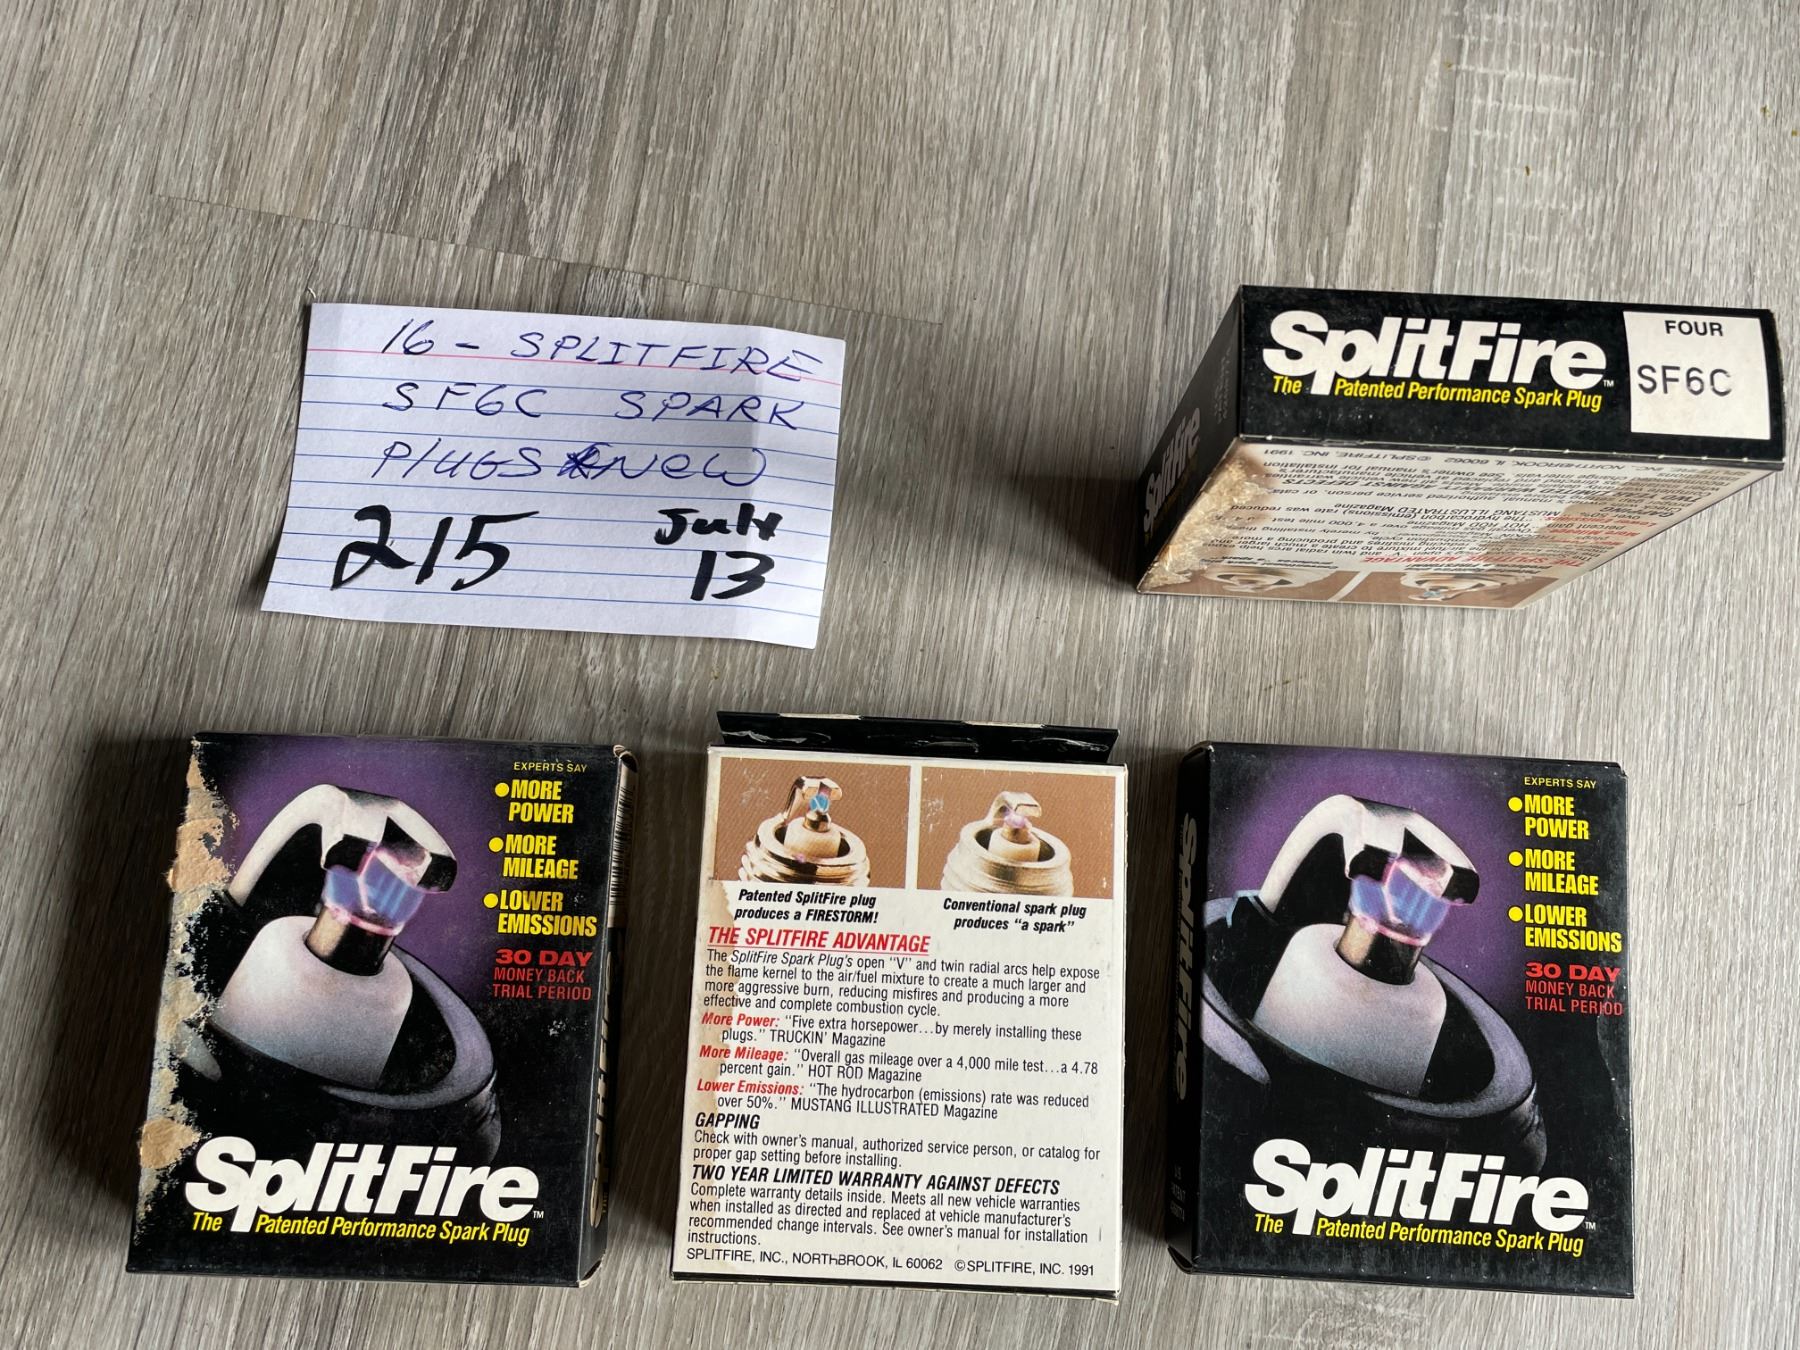 16 - SPLITFIRE
SF6C SPARK
PlUGS NeW
215 July 13
SplitFire™
The Patented Performance Spark Plug
FOUR
SF6C
SplitFire
EXPERTS SAY
●MORE
POWER
●MORE
MILEAGE
●LOWER
EMISSIONS
30 DAY
MONEY BACK
TRIAL PERIOD
SplitFire™
The Patented Performance Spark Plug
Patented SplitFire plug
produces a FIRESTORM!
Conventional spark plug
produces "a spark"
THE SPLITFIRE ADVANTAGE
The SplitFire Spark Plug's open "V" and twin radial arcs help expose
the flame kernel to the air/fuel mixture to create a much larger and
more aggressive burn, reducing misfires and producing a more
effective and complete combustion cycle.
More Power: "Five extra horsepower...by merely installing these
plugs." TRUCKIN' Magazine
More Mileage: "Overall gas mileage over a 4,000 mile test...a 4.78
percent gain." HOT ROD Magazine
Lower Emissions: "The hydrocarbon (emissions) rate was reduced
over 50%." MUSTANG ILLUSTRATED Magazine
GAPPING
Check with owner's manual, authorized service person, or catalog for
proper gap setting before installing.
TWO YEAR LIMITED WARRANTY AGAINST DEFECTS
Complete warranty details inside. Meets all new vehicle warranties
when installed as directed and replaced at vehicle manufacturer's
recommended change intervals. See owner's manual for installation
instructions.
SPLITFIRE, INC., NORTHBROOK, IL 60062 ©SPLITFIRE, INC. 1991
SplitFire
EXPERTS SAY
●MORE
POWER
●MORE
MILEAGE
●LOWER
EMISSIONS
30 DAY
MONEY BACK
TRIAL PERIOD
SplitFire™
The Patented Performance Spark Plug